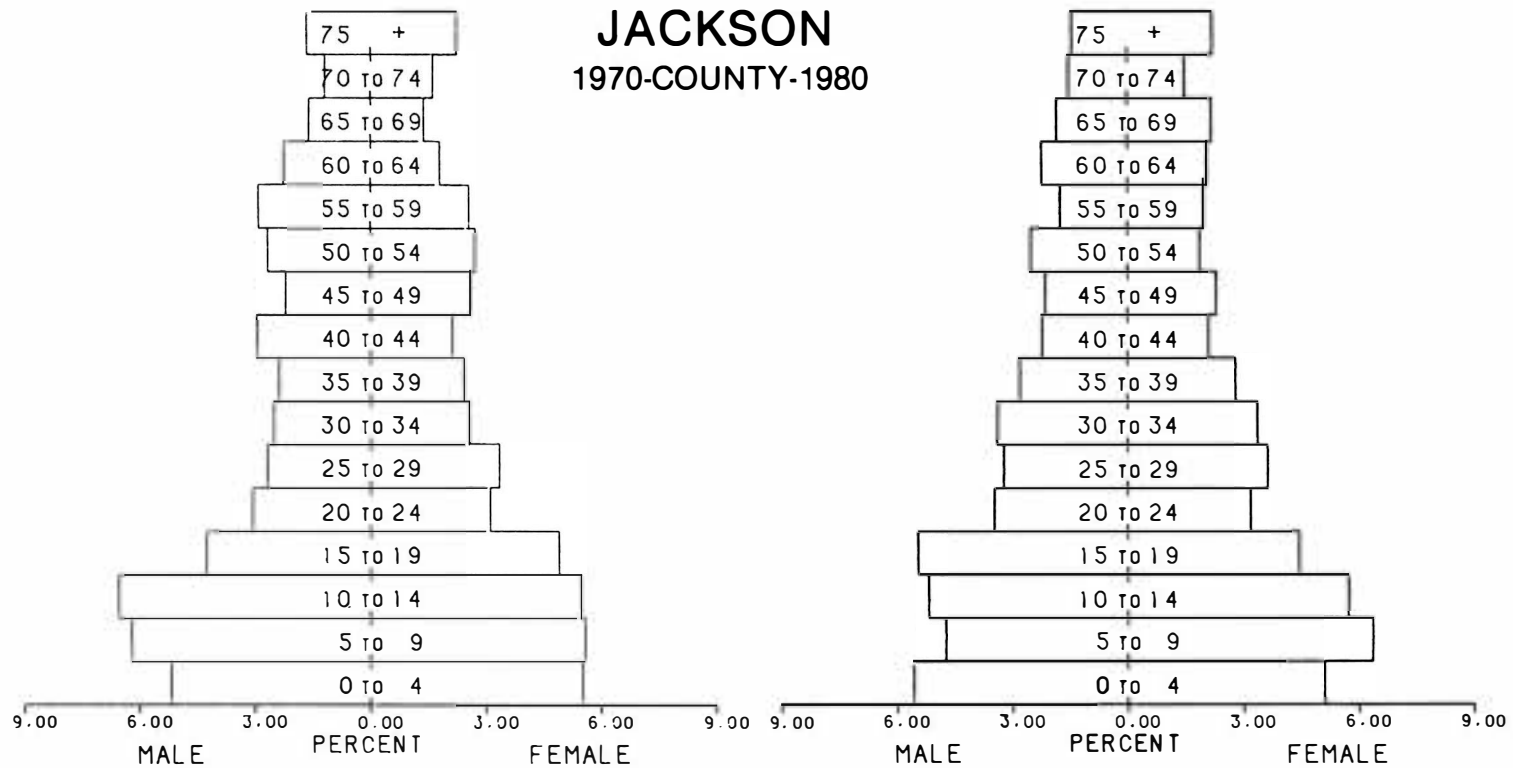 JACKSON
1970-COUNTY-1980
75 +
70 TO 74
65 TO 69
60 TO 64
55 TO 59
50 TO 54
45 TO 49
40 TO 44
35 TO 39
30 TO 34
25 TO 29
20 TO 24
15 TO 19
10 TO 14
5 TO 9
0 TO 4
9.00 6.00 3.00 0.00 3.00 6.00 9.00
MALE PERCENT FEMALE
75 +
70 TO 74
65 TO 69
60 TO 64
55 TO 59
50 TO 54
45 TO 49
40 TO 44
35 TO 39
30 TO 34
25 TO 29
20 TO 24
15 TO 19
10 TO 14
5 TO 9
0 TO 4
9.00 6.00 3.00 0.00 3.00 6.00 9.00
MALE PERCENT FEMALE